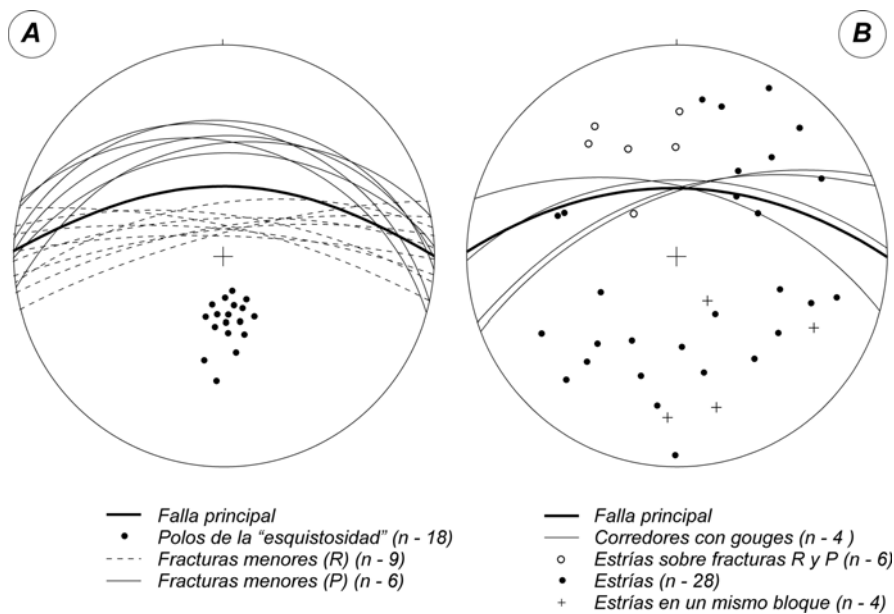 A
B
Falla principal
Polos de la “esquistosidad” (n - 18)
Fracturas menores (R) (n - 9)
Fracturas menores (P) (n - 6)
Falla principal
Corredores con gouges (n - 4 )
Estrías sobre fracturas R y P (n - 6)
Estrías (n - 28)
Estrías en un mismo bloque (n - 4)